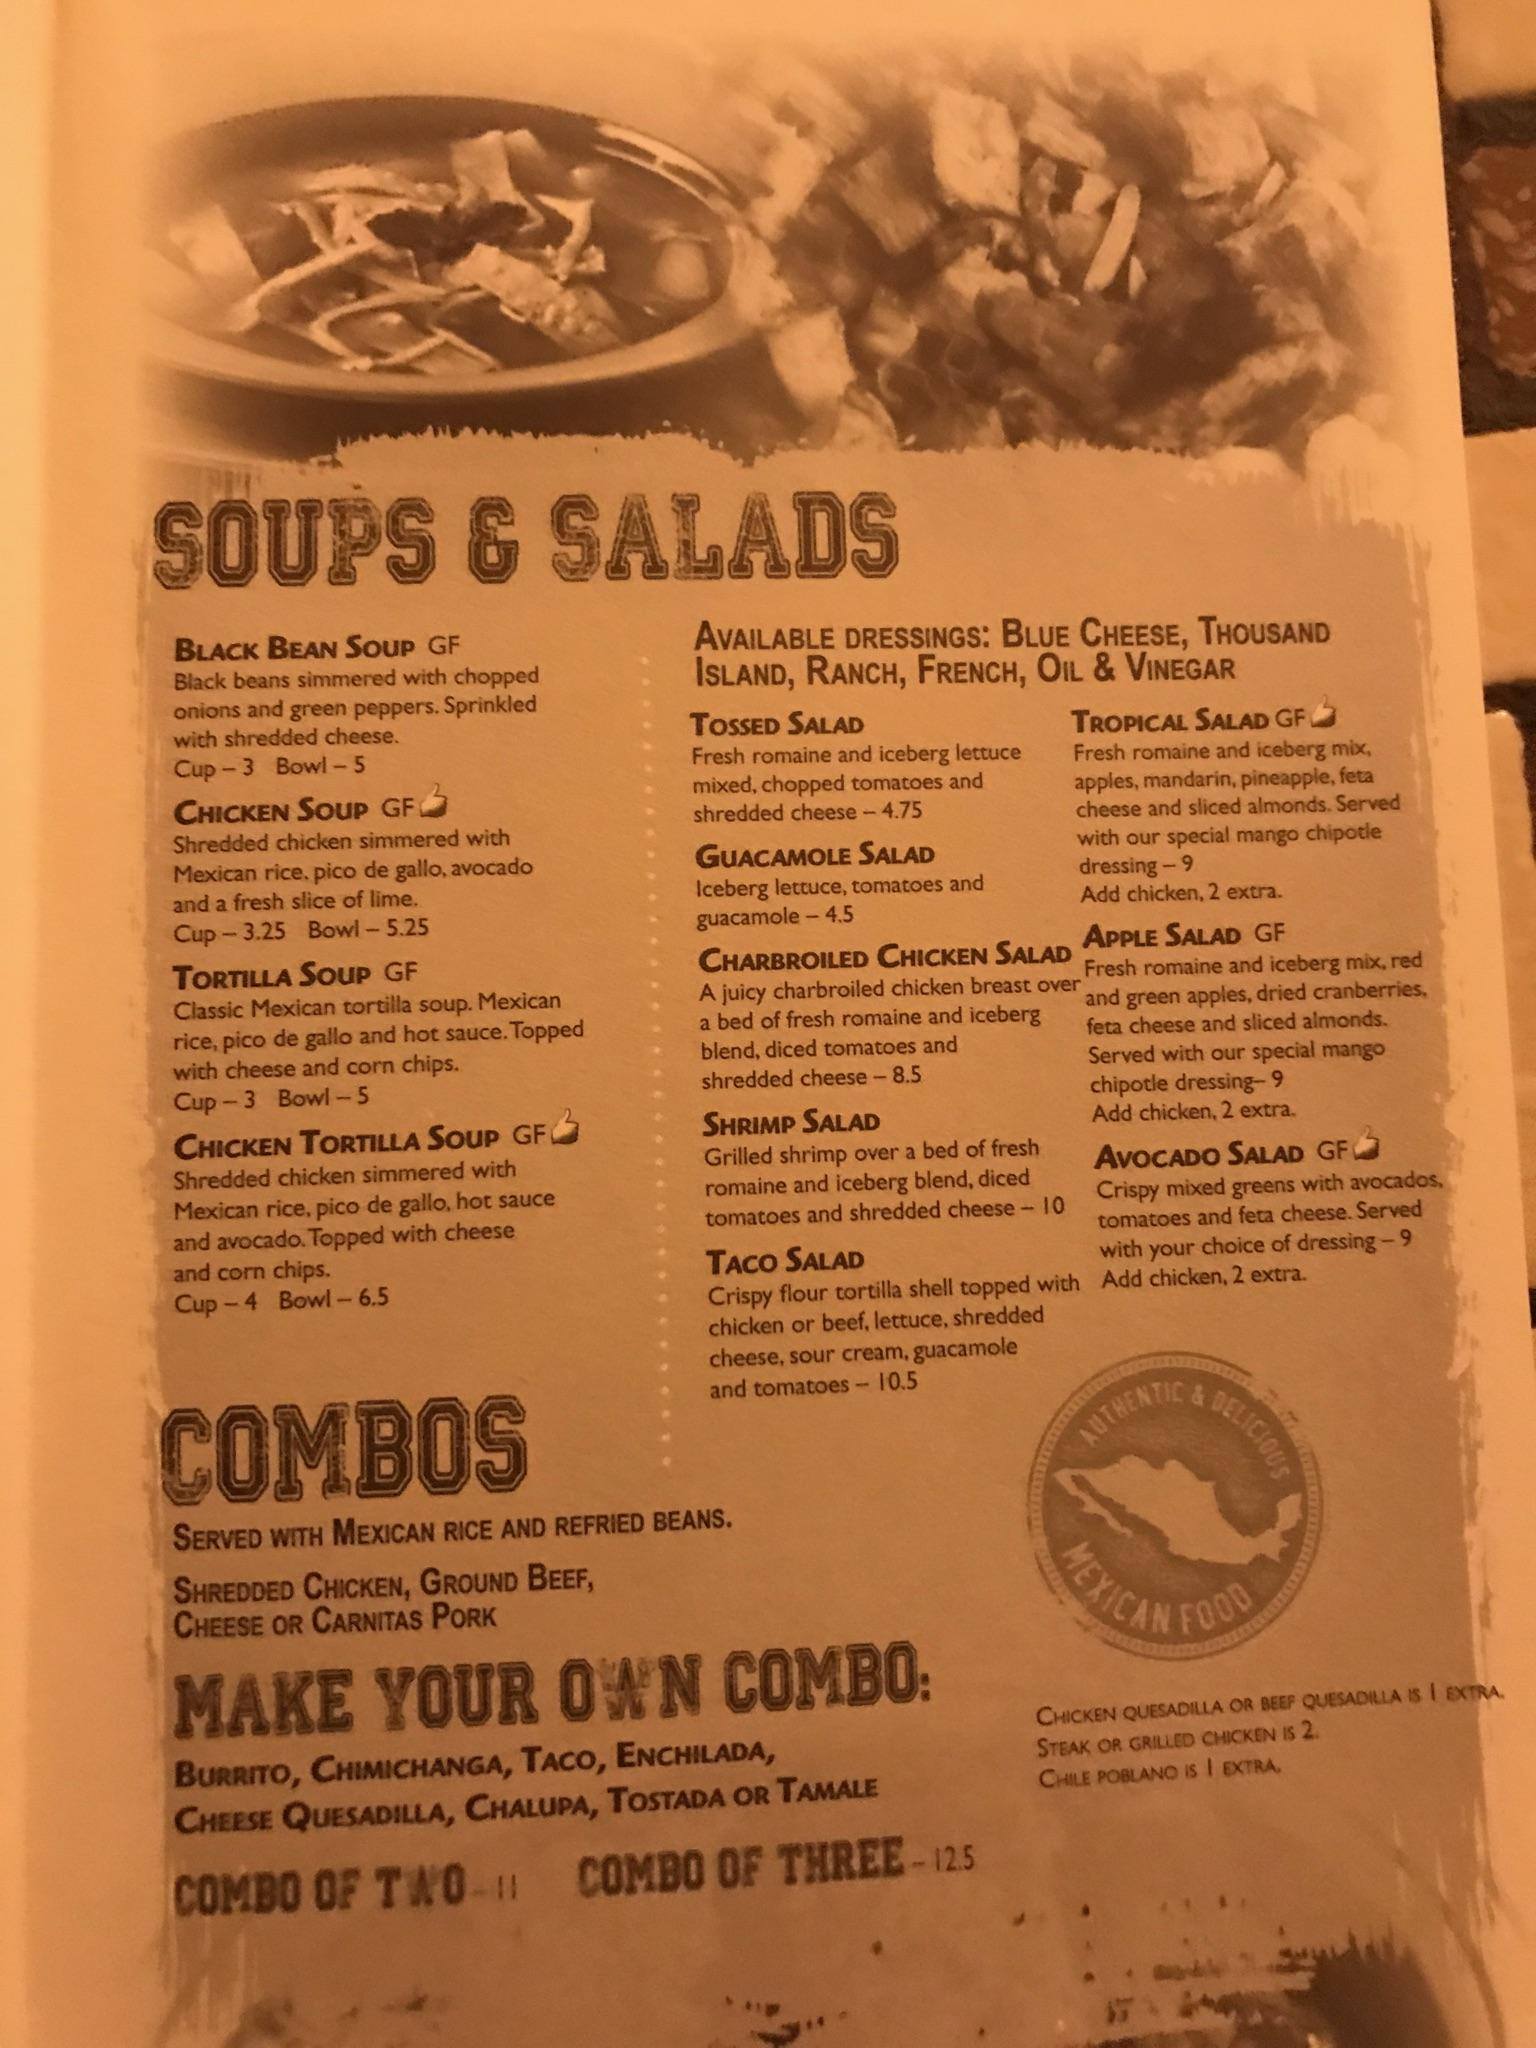 SOUPS & SALADS
BLACK BEAN SOUP GF
Black beans simmered with chopped
onions and green peppers. Sprinkled
with shredded cheese.
Cup – 3 Bowl – 5
CHICKEN SOUP GF
Shredded chicken simmered with
Mexican rice, pico de gallo, avocado
and a fresh slice of lime.
Cup – 3.25 Bowl – 5.25
TORTILLA SOUP GF
Classic Mexican tortilla soup. Mexican
rice, pico de gallo and hot sauce. Topped
with cheese and corn chips.
Cup – 3 Bowl – 5
CHICKEN TORTILLA SOUP GF
Shredded chicken simmered with
Mexican rice, pico de gallo, hot sauce
and avocado. Topped with cheese
and corn chips.
Cup – 4 Bowl – 6.5
AVAILABLE DRESSINGS: BLUE CHEESE, THOUSAND
ISLAND, RANCH, FRENCH, OIL & VINEGAR
TOSSED SALAD
Fresh romaine and iceberg lettuce
mixed, chopped tomatoes and
shredded cheese – 4.75
GUACAMOLE SALAD
Iceberg lettuce, tomatoes and
guacamole – 4.5
CHARBROILED CHICKEN SALAD
A juicy charbroiled chicken breast over
a bed of fresh romaine and iceberg
blend, diced tomatoes and
shredded cheese – 8.5
SHRIMP SALAD
Grilled shrimp over a bed of fresh
romaine and iceberg blend, diced
tomatoes and shredded cheese – 10
TACO SALAD
Crispy flour tortilla shell topped with
chicken or beef, lettuce, shredded
cheese, sour cream, guacamole
and tomatoes – 10.5
TROPICAL SALAD GF
Fresh romaine and iceberg mix,
apples, mandarin, pineapple, feta
cheese and sliced almonds. Served
with our special mango chipotle
dressing – 9
Add chicken, 2 extra.
APPLE SALAD GF
Fresh romaine and iceberg mix, red
and green apples, dried cranberries,
feta cheese and sliced almonds.
Served with our special mango
chipotle dressing– 9
Add chicken, 2 extra.
AVOCADO SALAD GF
Crispy mixed greens with avocados,
tomatoes and feta cheese. Served
with your choice of dressing – 9
Add chicken, 2 extra.
AUTHENTIC & DELICIOUS
MEXICAN FOOD
COMBOS
SERVED WITH MEXICAN RICE AND REFRIED BEANS.
SHREDDED CHICKEN, GROUND BEEF,
CHEESE OR CARNITAS PORK
MAKE YOUR OWN COMBO:
BURRITO, CHIMICHANGA, TACO, ENCHILADA,
CHEESE QUESADILLA, CHALUPA, TOSTADA OR TAMALE
COMBO OF TWO – 11 COMBO OF THREE – 12.5
CHICKEN QUESADILLA OR BEEF QUESADILLA IS 1 EXTRA.
STEAK OR GRILLED CHICKEN IS 2.
CHILE POBLANO IS 1 EXTRA.